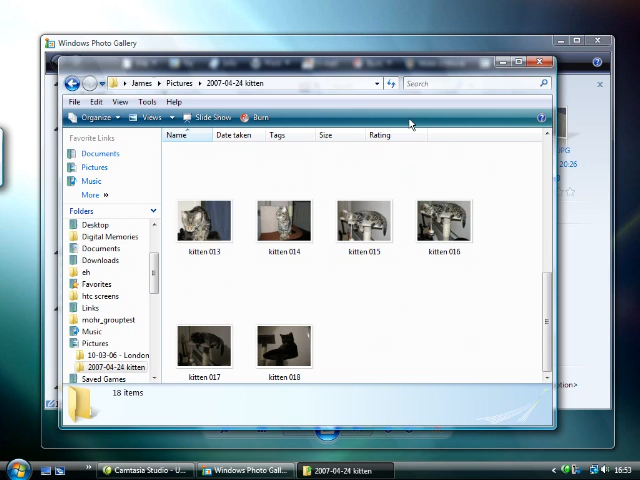 Windows Photo Gallery
James ▸ Pictures ▸ 2007-04-24 kitten
Search
File Edit View Tools Help
Organize Views Slide Show Burn
Favorite Links
Documents
Pictures
Music
More »
Folders
Desktop
Digital Memories
Documents
Downloads
eh
Favorites
htc screens
Links
mohr_grouptest
Music
Pictures
10-03-06 - London
2007-04-24 kitten
Saved Games
Name Date taken Tags Size Rating
kitten 013 kitten 014 kitten 015 kitten 016
kitten 017 kitten 018
18 items
JPG
20:26
tion>
Camtasia Studio - U... Windows Photo Gall... 2007-04-24 kitten
16:53